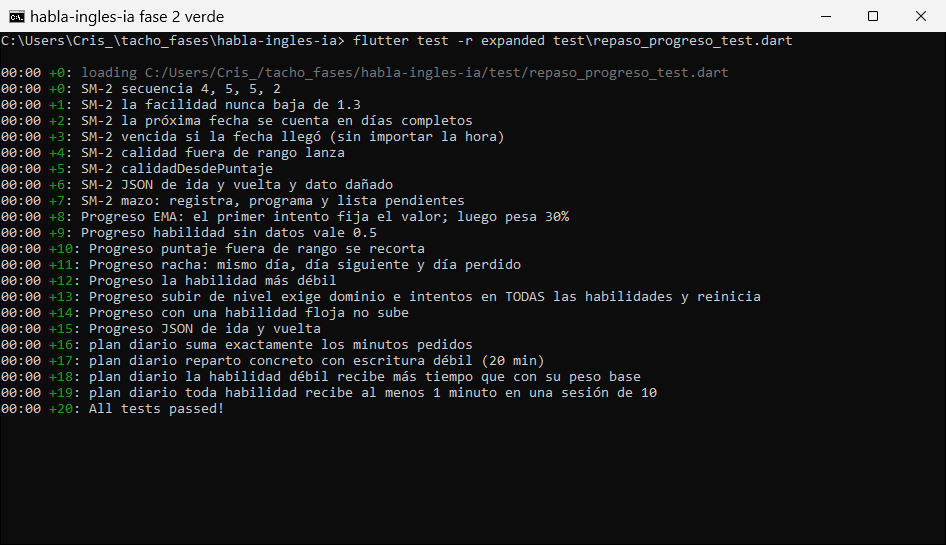 habla-ingles-ia fase 2 verde
C:\Users\Cris_\tacho_fases\habla-ingles-ia> flutter test -r expanded test\repaso_progreso_test.dart
00:00 +0: loading C:/Users/Cris_/tacho_fases/habla-ingles-ia/test/repaso_progreso_test.dart
00:00 +0: SM-2 secuencia 4, 5, 5, 2
00:00 +1: SM-2 la facilidad nunca baja de 1.3
00:00 +2: SM-2 la próxima fecha se cuenta en días completos
00:00 +3: SM-2 vencida si la fecha llegó (sin importar la hora)
00:00 +4: SM-2 calidad fuera de rango lanza
00:00 +5: SM-2 calidadDesdePuntaje
00:00 +6: SM-2 JSON de ida y vuelta y dato dañado
00:00 +7: SM-2 mazo: registra, programa y lista pendientes
00:00 +8: Progreso EMA: el primer intento fija el valor; luego pesa 30%
00:00 +9: Progreso habilidad sin datos vale 0.5
00:00 +10: Progreso puntaje fuera de rango se recorta
00:00 +11: Progreso racha: mismo día, día siguiente y día perdido
00:00 +12: Progreso la habilidad más débil
00:00 +13: Progreso subir de nivel exige dominio e intentos en TODAS las habilidades y reinicia
00:00 +14: Progreso con una habilidad floja no sube
00:00 +15: Progreso JSON de ida y vuelta
00:00 +16: plan diario suma exactamente los minutos pedidos
00:00 +17: plan diario reparto concreto con escritura débil (20 min)
00:00 +18: plan diario la habilidad débil recibe más tiempo que con su peso base
00:00 +19: plan diario toda habilidad recibe al menos 1 minuto en una sesión de 10
00:00 +20: All tests passed!